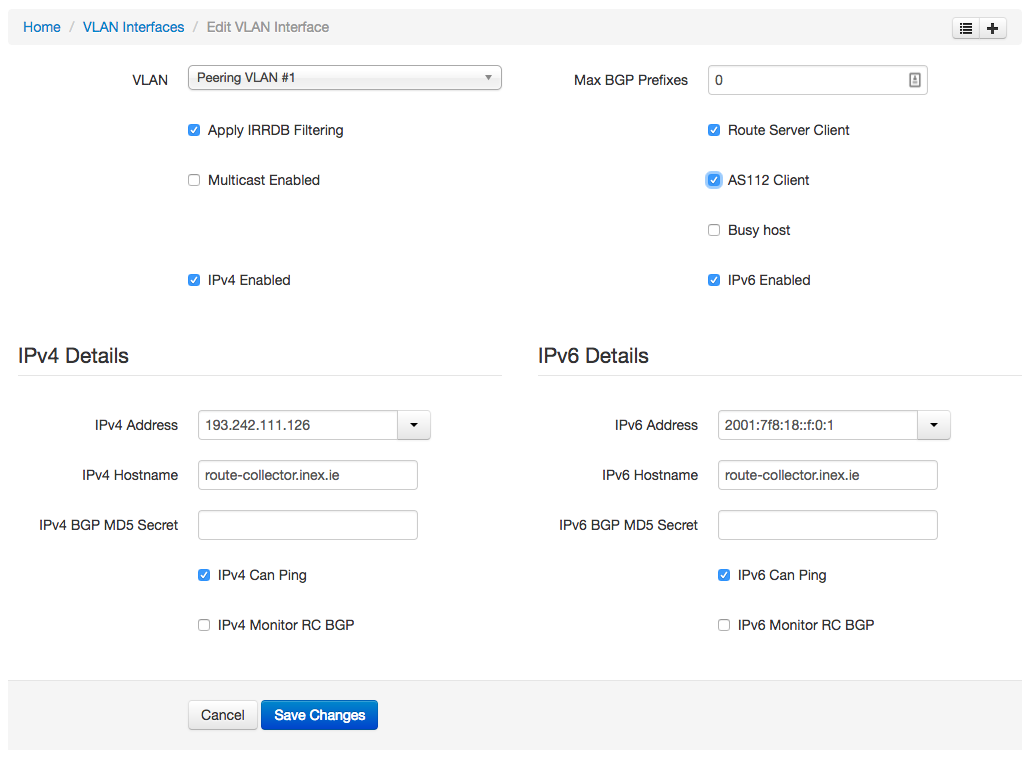 Home / VLAN Interfaces / Edit VLAN Interface
VLAN Peering VLAN #1 Max BGP Prefixes 0
Apply IRRDB Filtering Route Server Client
Multicast Enabled AS112 Client
Busy host
IPv4 Enabled IPv6 Enabled
IPv4 Details IPv6 Details
IPv4 Address 193.242.111.126 IPv6 Address 2001:7f8:18::f:0:1
IPv4 Hostname route-collector.inex.ie IPv6 Hostname route-collector.inex.ie
IPv4 BGP MD5 Secret IPv6 BGP MD5 Secret
IPv4 Can Ping IPv6 Can Ping
IPv4 Monitor RC BGP IPv6 Monitor RC BGP
Cancel Save Changes